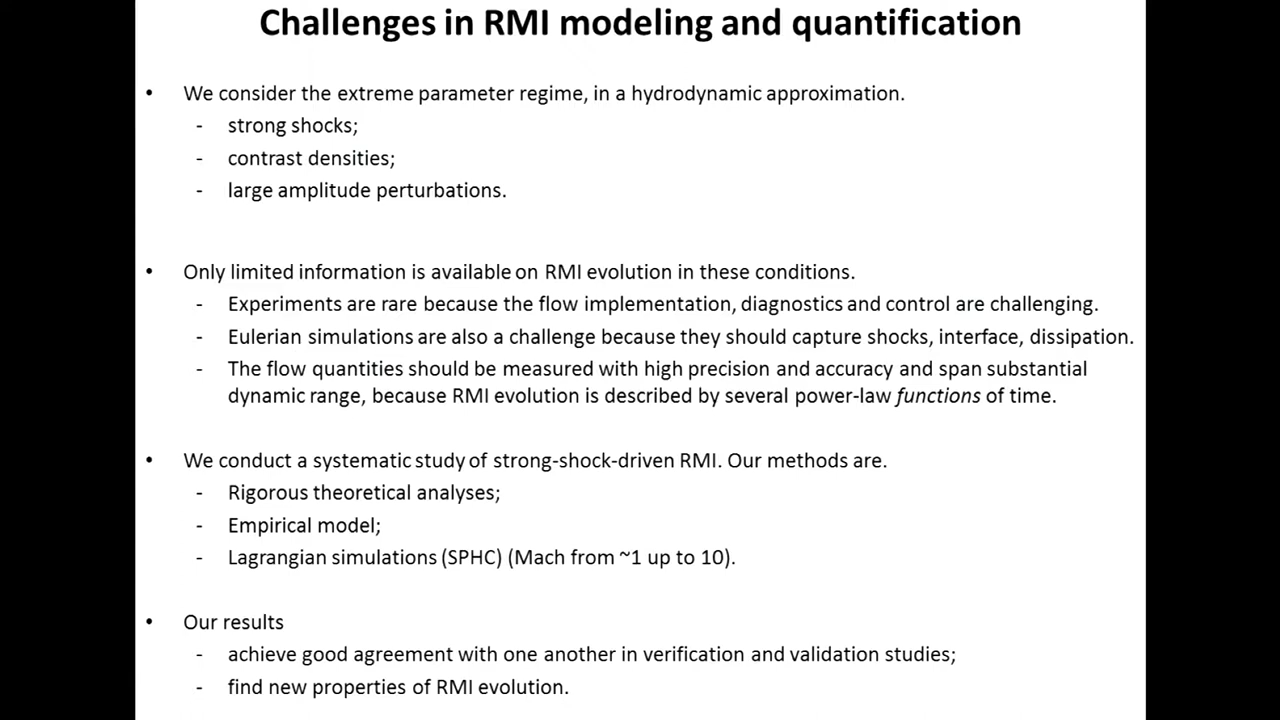 Challenges in RMI modeling and quantification
• We consider the extreme parameter regime, in a hydrodynamic approximation.
- strong shocks;
- contrast densities;
- large amplitude perturbations.
• Only limited information is available on RMI evolution in these conditions.
- Experiments are rare because the flow implementation, diagnostics and control are challenging.
- Eulerian simulations are also a challenge because they should capture shocks, interface, dissipation.
- The flow quantities should be measured with high precision and accuracy and span substantial
dynamic range, because RMI evolution is described by several power-law functions of time.
• We conduct a systematic study of strong-shock-driven RMI. Our methods are.
- Rigorous theoretical analyses;
- Empirical model;
- Lagrangian simulations (SPHC) (Mach from ~1 up to 10).
• Our results
- achieve good agreement with one another in verification and validation studies;
- find new properties of RMI evolution.